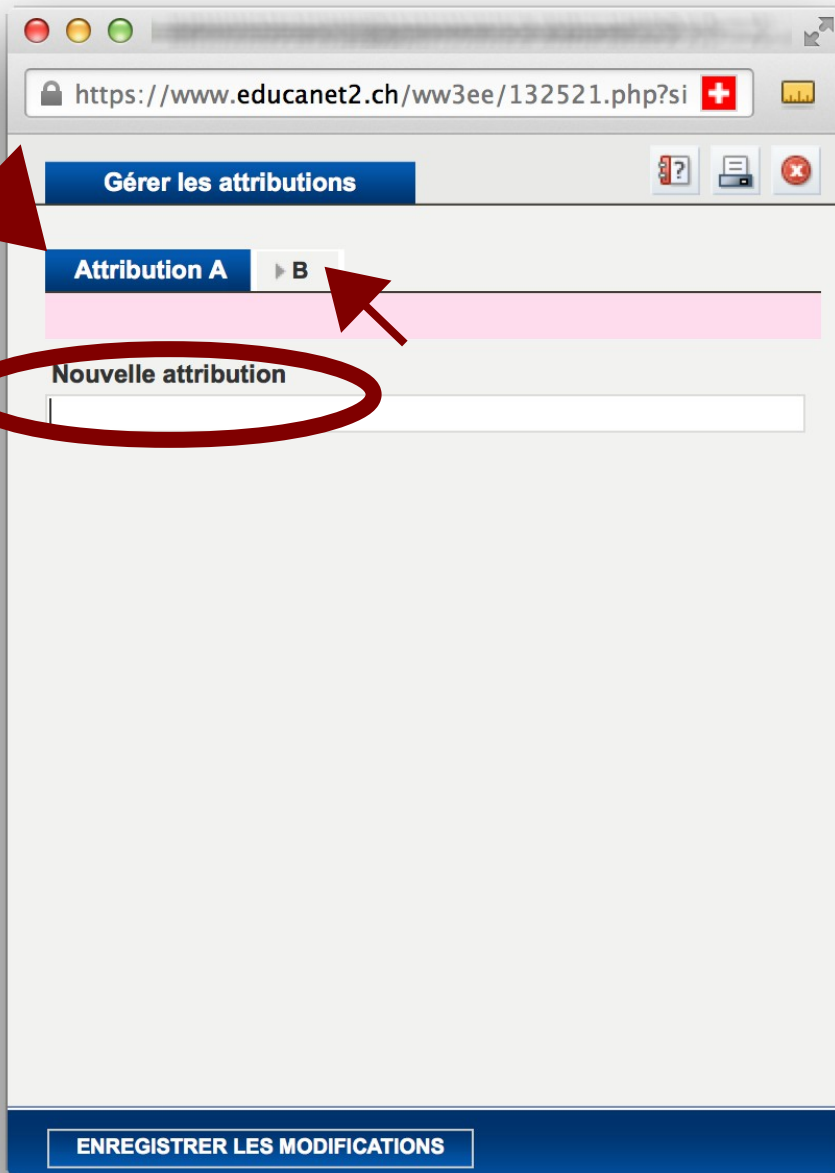 https://www.educanet2.ch/ww3ee/132521.php?si
Gérer les attributions
?
Attribution A
B
Nouvelle attribution
ENREGISTRER LES MODIFICATIONS